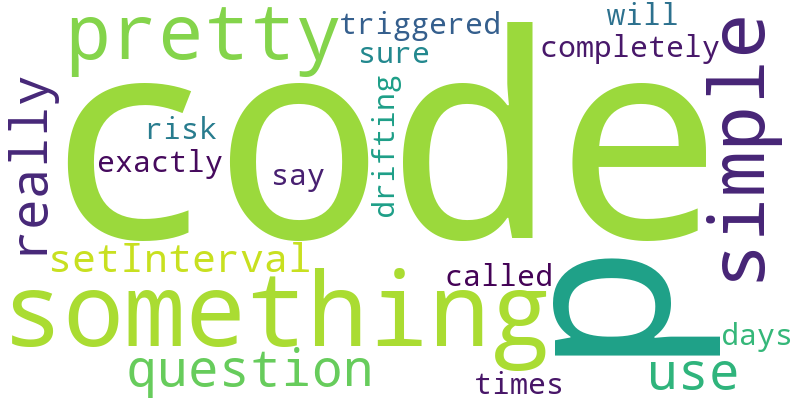 pretty
triggered
will
sure
completely
code
simple
really
risk
drifting
exactly
say
setInterval
something
called
p
days
question
use
times